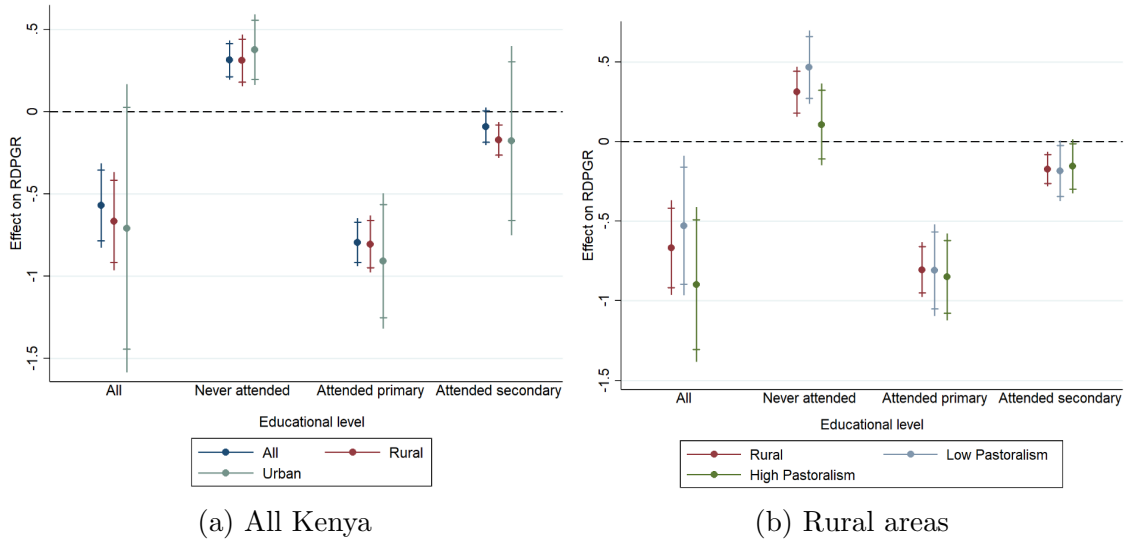 Effect on RDPGR
.5
0
-.5
-1
-1.5
All
Never attended
Attended primary
Attended secondary
Educational level
All
Rural
Urban
(a) All Kenya
Effect on RDPGR
.5
0
-.5
-1
-1.5
All
Never attended
Attended primary
Attended secondary
Educational level
Rural
Low Pastoralism
High Pastoralism
(b) Rural areas